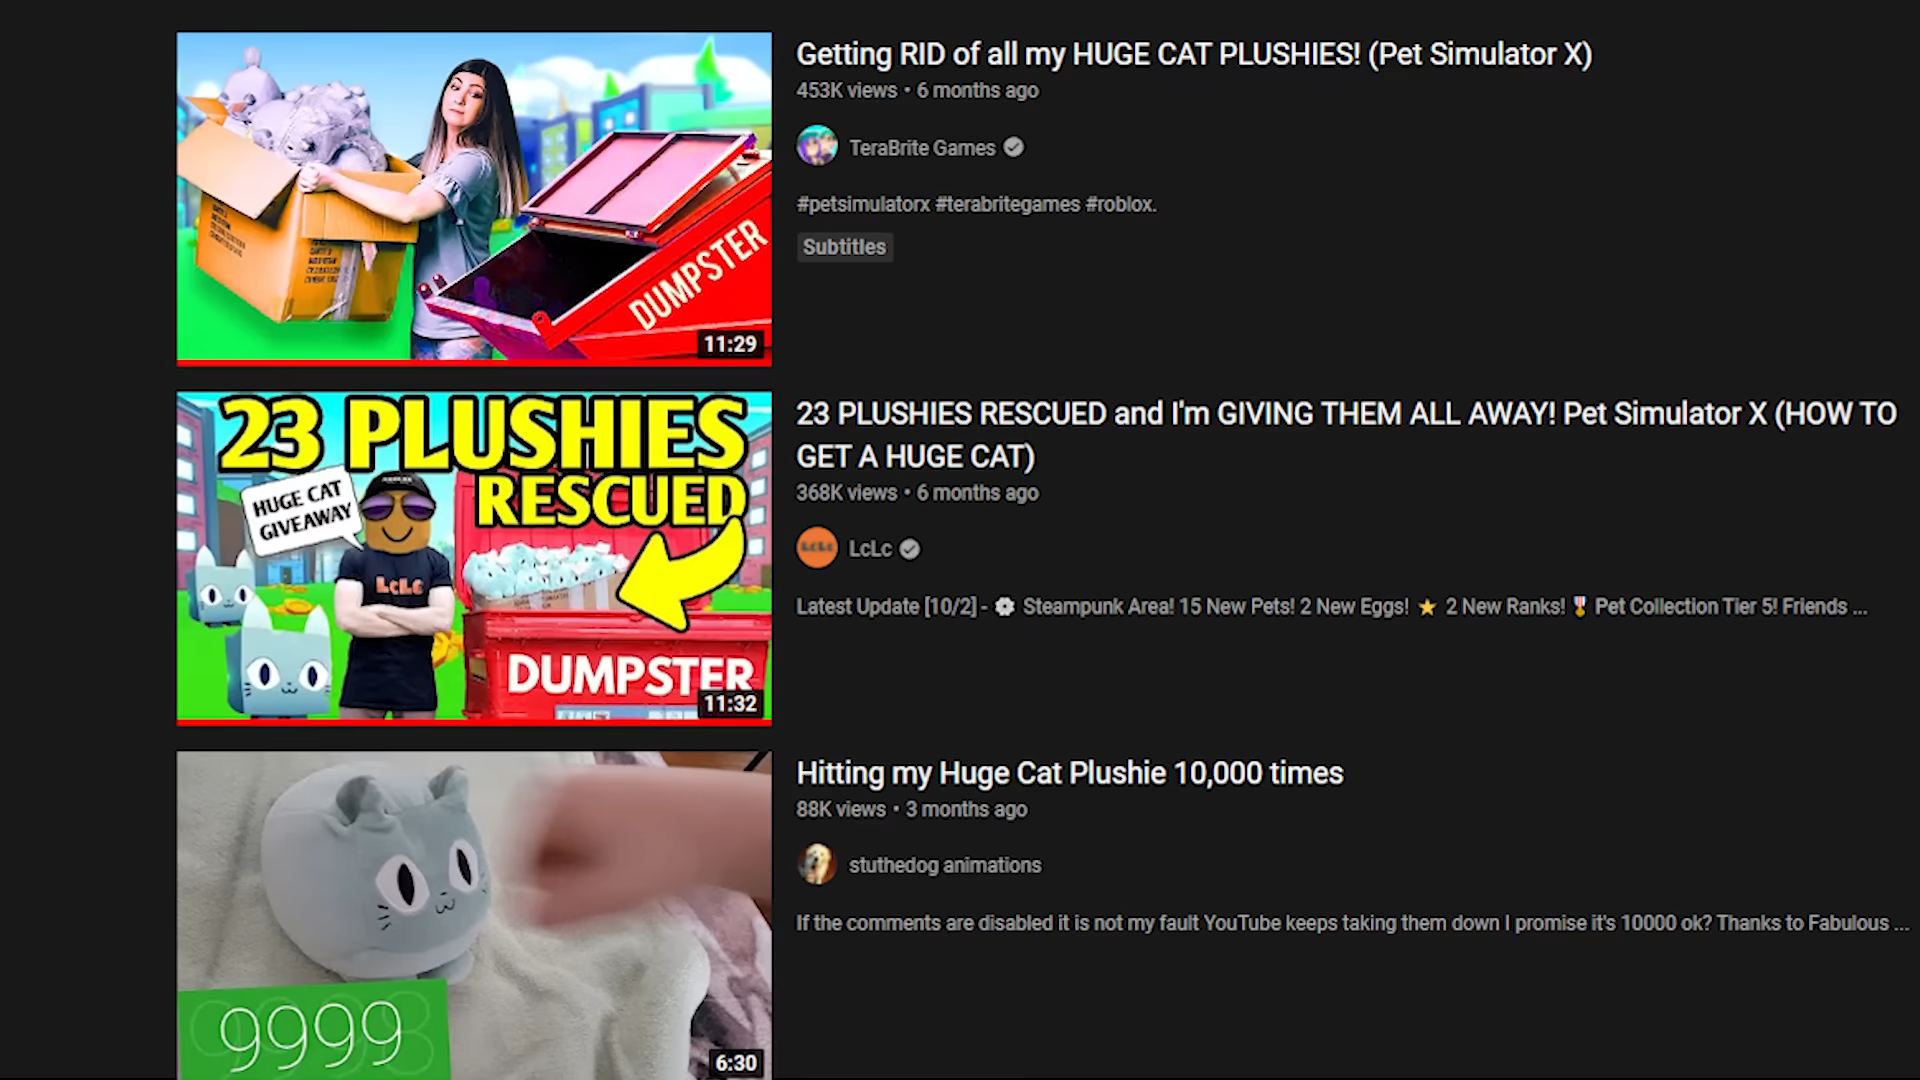 Getting RID of all my HUGE CAT PLUSHIES! (Pet Simulator X)
453K views • 6 months ago
TeraBrite Games
#petsimulatorx #terabritegames #roblox.
Subtitles
DUMPSTER
11:29
23 PLUSHIES
RESCUED
HUGE CAT
GIVEAWAY
LcLc
DUMPSTER
11:32
23 PLUSHIES RESCUED and I'm GIVING THEM ALL AWAY! Pet Simulator X (HOW TO
GET A HUGE CAT)
368K views • 6 months ago
LcLc
LcLc
Latest Update [10/2] - Steampunk Area! 15 New Pets! 2 New Eggs! ⭐ 2 New Ranks! 🎖 Pet Collection Tier 5! Friends ...
Hitting my Huge Cat Plushie 10,000 times
88K views • 3 months ago
stuthedog animations
If the comments are disabled it is not my fault YouTube keeps taking them down I promise it's 10000 ok? Thanks to Fabulous ...
9999
6:30